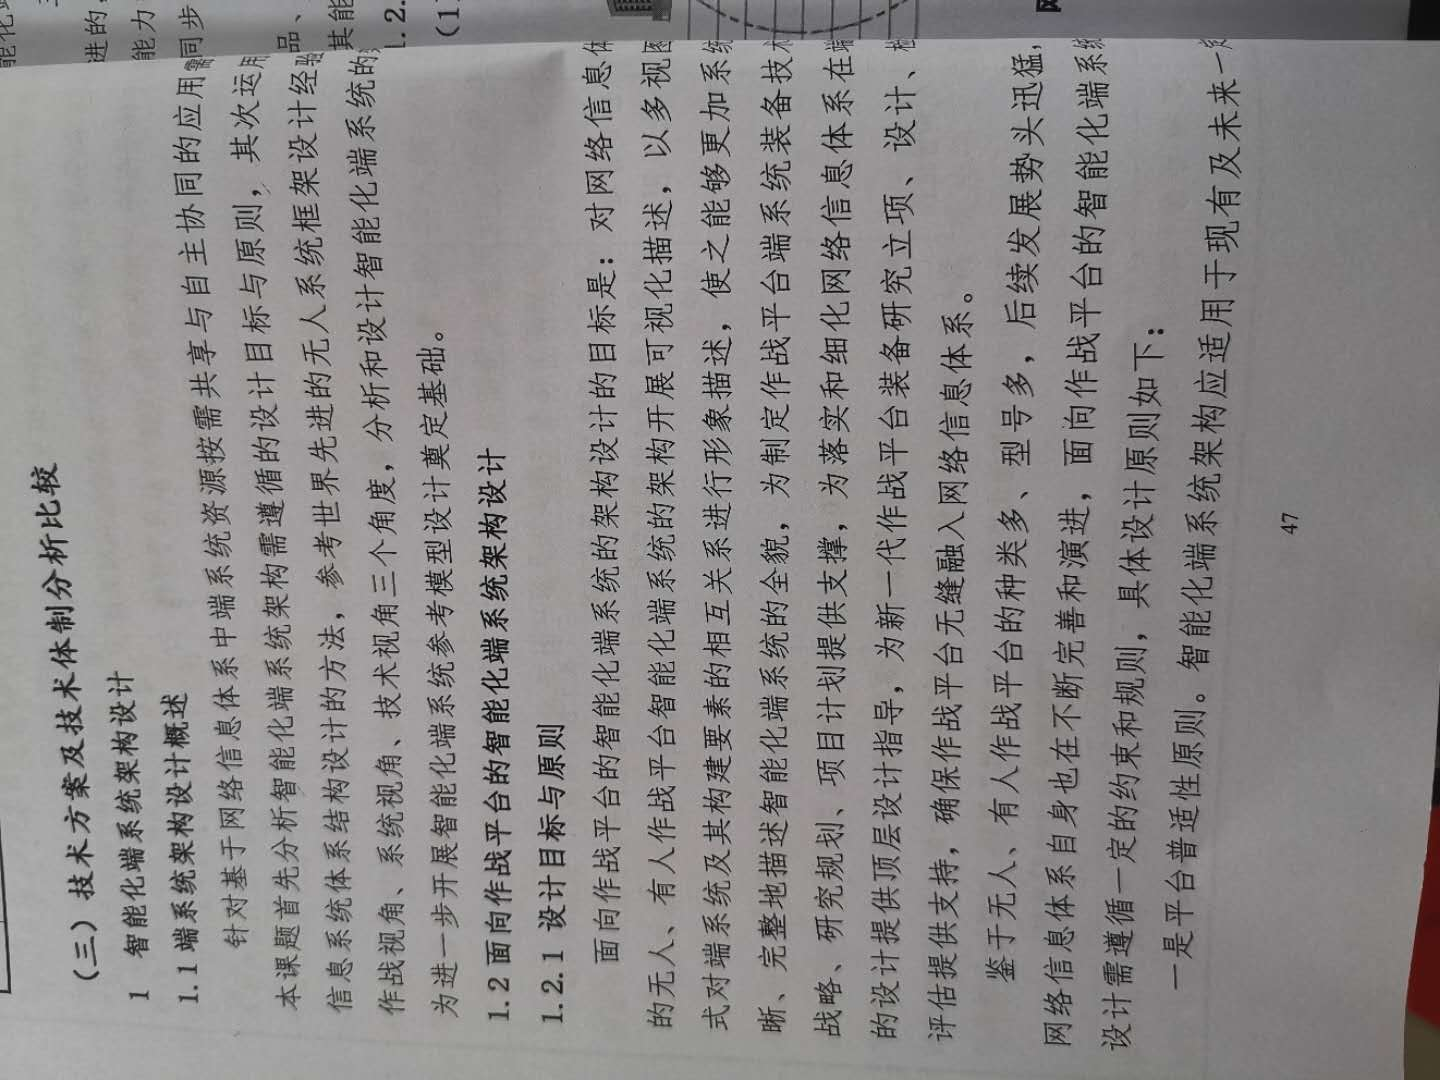 (三) 技术方案及技术体制分析比较
1 智能化端系统架构设计
1.1 端系统架构设计概述
针对基于网络信息体系中端系统资源按需共享与自主协同的应用需
本课题首先分析智能化端系统架构需遵循的设计目标与原则，其次运用
信息系统体系结构设计的方法，参考世界先进的无人系统框架设计经验
作战视角、系统视角、技术视角三个角度，分析和设计智能化端系统的
为进一步开展智能化端系统参考模型设计奠定基础。
1.2 面向作战平台的智能化端系统架构设计
1.2.1 设计目标与原则
面向作战平台的智能化端系统的架构设计的目标是：对网络信息体
的无人、有人作战平台智能化端系统的架构开展可视化描述，以多视图
式对端系统及其构建要素的相互关系进行形象描述，使之能够更加系统
晰、完整地描述智能化端系统的全貌，为制定作战平台端系统装备技术
战略、研究规划、项目计划提供支撑，为落实和细化网络信息体系在端
的设计提供顶层设计指导，为新一代作战平台装备研究立项、设计、
评估提供支持，确保作战平台无缝融入网络信息体系。
鉴于无人、有人作战平台的种类多、型号多，后续发展势头迅猛，
网络信息体系自身也在不断完善和演进，面向作战平台的智能化端系统
设计需遵循一定的约束和规则，具体设计原则如下：
一是平台普适性原则。智能化端系统架构应适用于现有及未来一
47
进的
能力
同步
品、
其能
1.2.
(1)
网